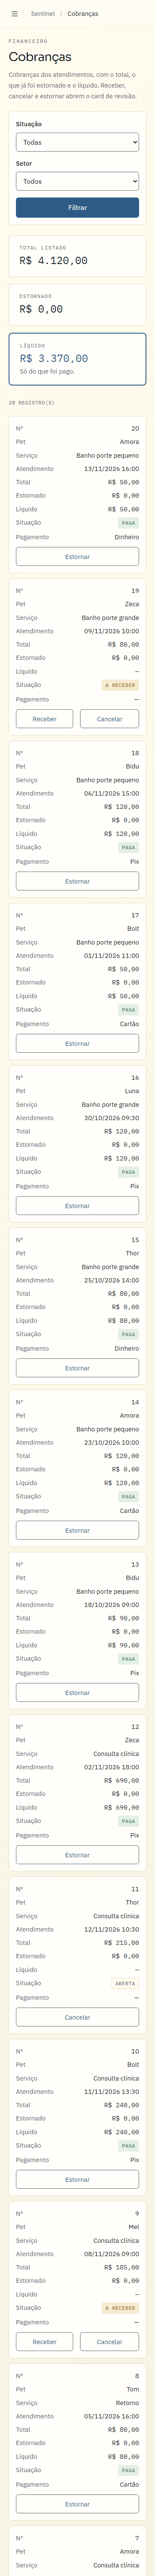 Sentinel / Cobranças
FINANCEIRO
Cobranças
Cobranças dos atendimentos, com o total, o
que já foi estornado e o líquido. Receber,
cancelar e estornar abrem o card de revisão.
Situação
Todas
Setor
Todos
Filtrar
TOTAL LISTADO
R$ 4.120,00
ESTORNADO
R$ 0,00
LÍQUIDO
R$ 3.370,00
Só do que foi pago.
20 REGISTRO(S)
Nº 20
Pet Amora
Serviço Banho porte pequeno
Atendimento 13/11/2026 16:00
Total R$ 50,00
Estornado R$ 0,00
Líquido R$ 50,00
Situação PAGA
Pagamento Dinheiro
Estornar
Nº 19
Pet Zeca
Serviço Banho porte grande
Atendimento 09/11/2026 10:00
Total R$ 80,00
Estornado R$ 0,00
Líquido —
Situação A RECEBER
Pagamento —
Receber Cancelar
Nº 18
Pet Bidu
Serviço Banho porte pequeno
Atendimento 06/11/2026 15:00
Total R$ 120,00
Estornado R$ 0,00
Líquido R$ 120,00
Situação PAGA
Pagamento Pix
Estornar
Nº 17
Pet Bolt
Serviço Banho porte pequeno
Atendimento 01/11/2026 11:00
Total R$ 50,00
Estornado R$ 0,00
Líquido R$ 50,00
Situação PAGA
Pagamento Cartão
Estornar
Nº 16
Pet Luna
Serviço Banho porte grande
Atendimento 30/10/2026 09:30
Total R$ 120,00
Estornado R$ 0,00
Líquido R$ 120,00
Situação PAGA
Pagamento Pix
Estornar
Nº 15
Pet Thor
Serviço Banho porte grande
Atendimento 25/10/2026 14:00
Total R$ 80,00
Estornado R$ 0,00
Líquido R$ 80,00
Situação PAGA
Pagamento Dinheiro
Estornar
Nº 14
Pet Amora
Serviço Banho porte pequeno
Atendimento 23/10/2026 10:00
Total R$ 120,00
Estornado R$ 0,00
Líquido R$ 120,00
Situação PAGA
Pagamento Cartão
Estornar
Nº 13
Pet Bidu
Serviço Banho porte pequeno
Atendimento 18/10/2026 09:00
Total R$ 90,00
Estornado R$ 0,00
Líquido R$ 90,00
Situação PAGA
Pagamento Pix
Estornar
Nº 12
Pet Zeca
Serviço Consulta clínica
Atendimento 02/11/2026 18:00
Total R$ 690,00
Estornado R$ 0,00
Líquido R$ 690,00
Situação PAGA
Pagamento Pix
Estornar
Nº 11
Pet Thor
Serviço Consulta clínica
Atendimento 12/11/2026 10:30
Total R$ 215,00
Estornado R$ 0,00
Líquido —
Situação ABERTA
Pagamento —
Cancelar
Nº 10
Pet Bolt
Serviço Consulta clínica
Atendimento 11/11/2026 13:30
Total R$ 240,00
Estornado R$ 0,00
Líquido R$ 240,00
Situação PAGA
Pagamento Pix
Estornar
Nº 9
Pet Mel
Serviço Consulta clínica
Atendimento 08/11/2026 09:00
Total R$ 185,00
Estornado R$ 0,00
Líquido —
Situação A RECEBER
Pagamento —
Receber Cancelar
Nº 8
Pet Tom
Serviço Retorno
Atendimento 05/11/2026 16:00
Total R$ 80,00
Estornado R$ 0,00
Líquido R$ 80,00
Situação PAGA
Pagamento Cartão
Estornar
Nº 7
Pet Amora
Serviço Consulta clínica